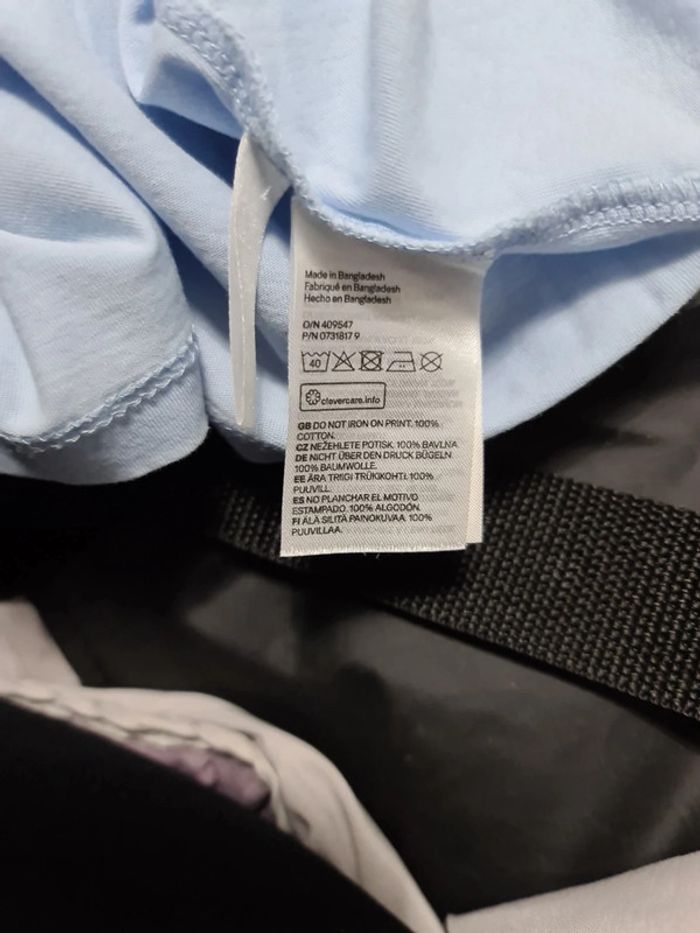 Made in Bangladesh
Fabriqué en Bangladesh
Hecho en Bangladesh
O/N 409547
P/N 0731817 9
40
clevercare.info
GB DO NOT IRON ON PRINT. 100%
COTTON.
CZ NEŽEHLETE POTISK. 100% BAVLNA.
DE NICHT ÜBER DEN DRUCK BÜGELN.
100% BAUMWOLLE.
EE ÄRA TRIIGI TRÜKIKOHTI. 100%
PUUVILL.
ES NO PLANCHAR EL MOTIVO
ESTAMPADO. 100% ALGODÓN.
FI ÄLÄ SILITÄ PAINOKUVAA. 100%
PUUVILLAA.